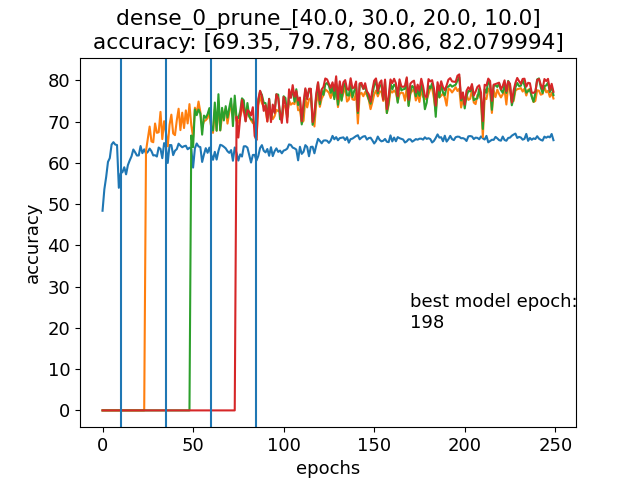 dense_0_prune_[40.0, 30.0, 20.0, 10.0]
accuracy: [69.35, 79.78, 80.86, 82.079994]
80
70
60
50
40
30
20
10
0
accuracy
best model epoch:
198
0 50 100 150 200 250
epochs